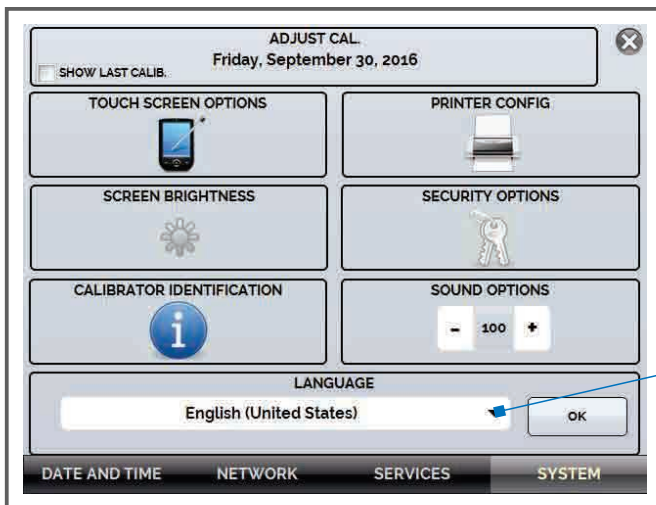 ADJUST CAL.
Friday, September 30, 2016
SHOW LAST CALIB.
TOUCH SCREEN OPTIONS
PRINTER CONFIG
SCREEN BRIGHTNESS
SECURITY OPTIONS
CALIBRATOR IDENTIFICATION
SOUND OPTIONS
- 100 +
LANGUAGE
English (United States)
OK
DATE AND TIME NETWORK SERVICES SYSTEM